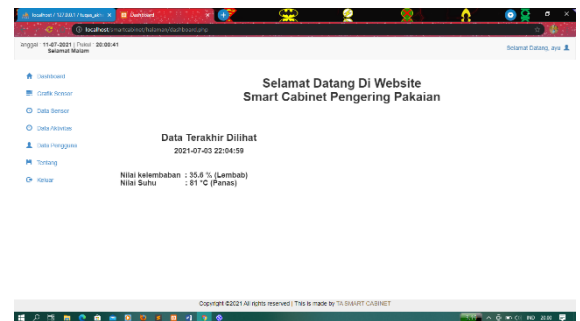 localhost / 127.0.0.1 / tugas_akhi
Dashboard
localhost/smartcabinet/halaman/dashboard.php
anggal : 11-07-2021 | Pukul : 20:00:41
Selamat Malam
Selamat Datang, ayu
Dashboard
Grafik Sensor
Data Sensor
Data Aktivitas
Data Pengguna
Tentang
Keluar
Selamat Datang Di Website
Smart Cabinet Pengering Pakaian
Data Terakhir Dilihat
2021-07-03 22:04:59
Nilai kelembaban : 35.6 % (Lembab)
Nilai Suhu : 81 °C (Panas)
Copyright ©2021 All rights reserved | This is made by TA SMART CABINET
IND